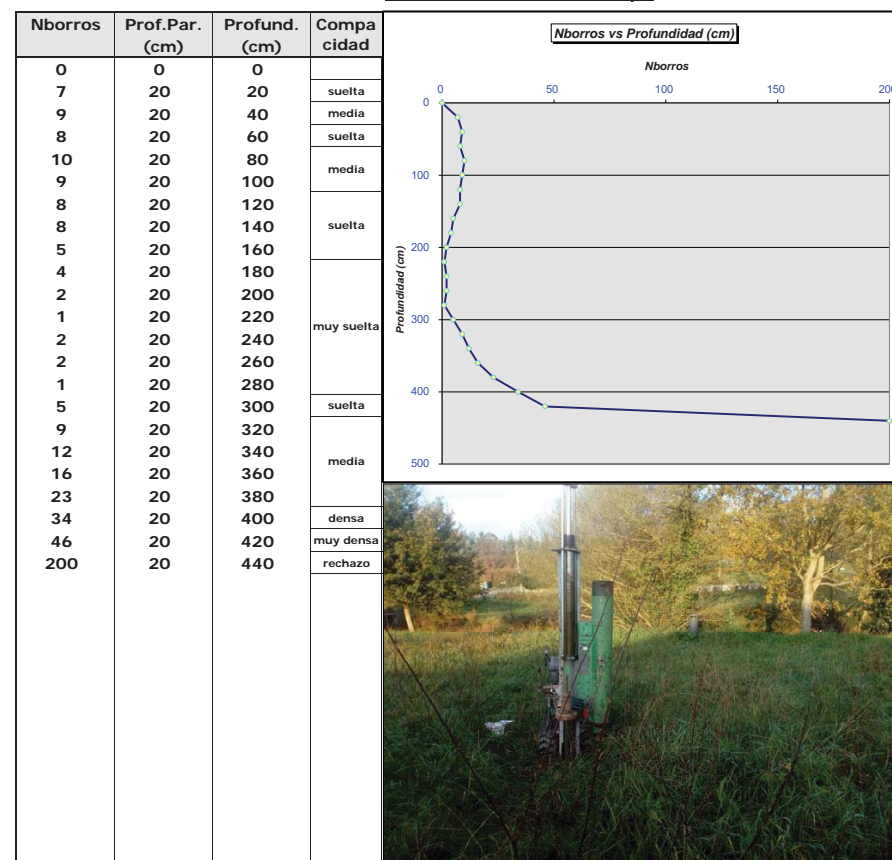 Nborros Prof.Par. (cm) Profund. (cm) Compa cidad
0 0 0
7 20 20 suelta
9 20 40 media
8 20 60 suelta
10 20 80 media
9 20 100
8 20 120 suelta
8 20 140
5 20 160
4 20 180 muy suelta
2 20 200
1 20 220
2 20 240
2 20 260
1 20 280
5 20 300 suelta
9 20 320 media
12 20 340
16 20 360
23 20 380
34 20 400 densa
46 20 420 muy densa
200 20 440 rechazo
Nborros vs Profundidad (cm)
Nborros
0 50 100 150 200
Profundidad (cm)
0
100
200
300
400
500